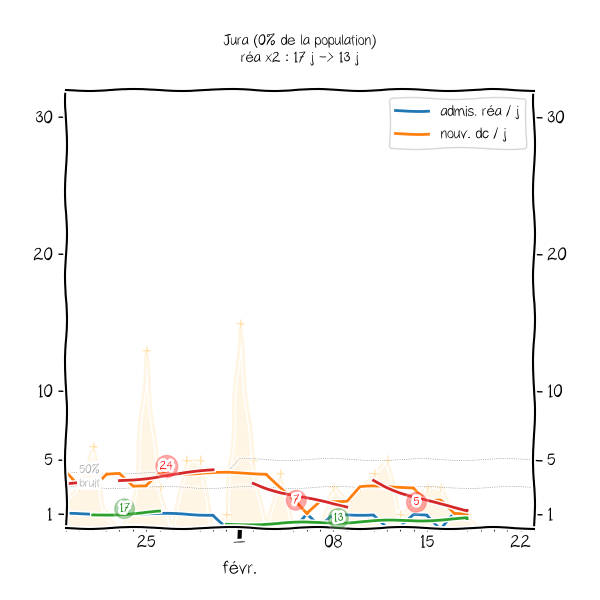 Jura (0% de la population)
réa x2 : 17 j -> 13 j
admis. réa / j
nouv. dc / j
30 30
20 20
10 10
5 5
1 1
50%
bruit
24
17
7
13
5
25 1 08 15 22
févr.